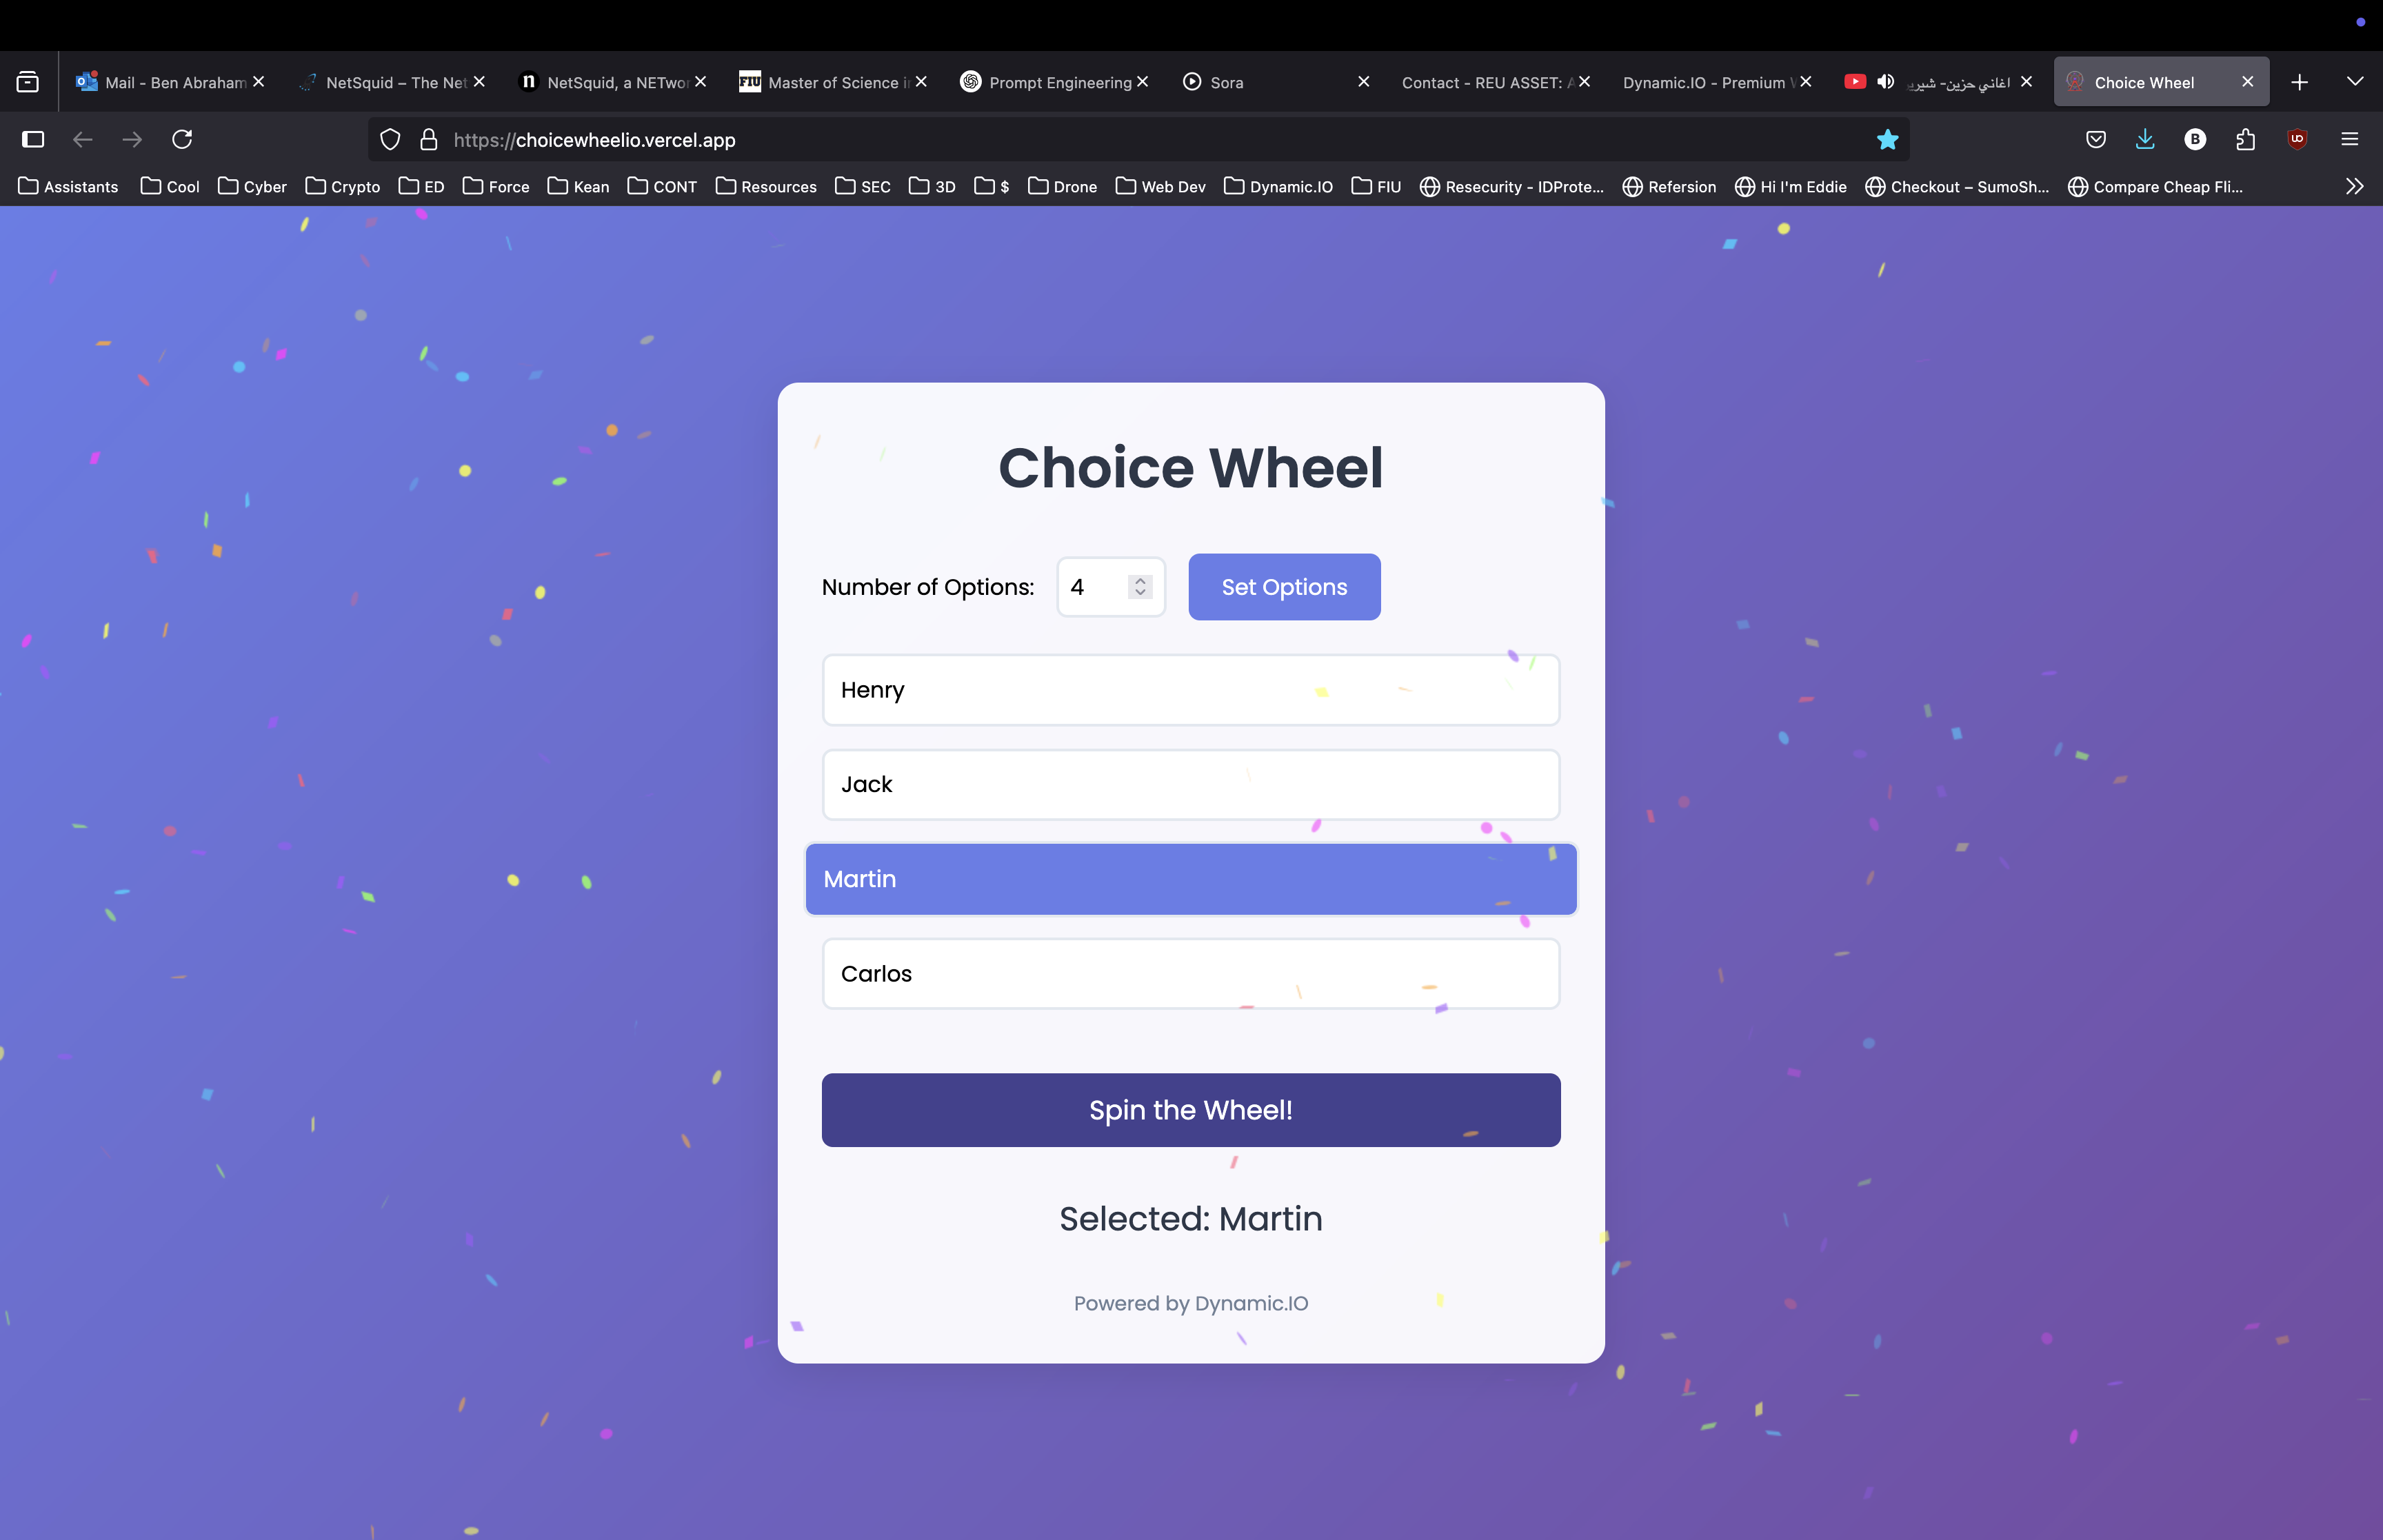 Mail - Ben Abraham
NetSquid – The Net
n
NetSquid, a NETwor
FIU
Master of Science i
Prompt Engineering
Sora
Contact - REU ASSET: A
Dynamic.IO - Premium
اغاني حزين- شيري
Choice Wheel
https://choicewheelio.vercel.app
B
Assistants
Cool
Cyber
Crypto
ED
Force
Kean
CONT
Resources
SEC
3D
$
Drone
Web Dev
Dynamic.IO
FIU
Resecurity - IDProte...
Refersion
Hi I'm Eddie
Checkout – SumoSh...
Compare Cheap Fli...
Choice Wheel
Number of Options:
4
Set Options
Henry
Jack
Martin
Carlos
Spin the Wheel!
Selected: Martin
Powered by Dynamic.IO